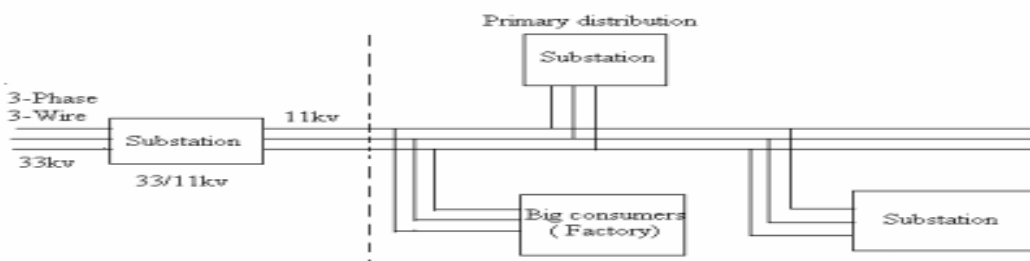 Primary distribution
Substation
3-Phase
3-Wire
11kv
Substation
33kv
33/11kv
Big consumers
( Factory)
Substation